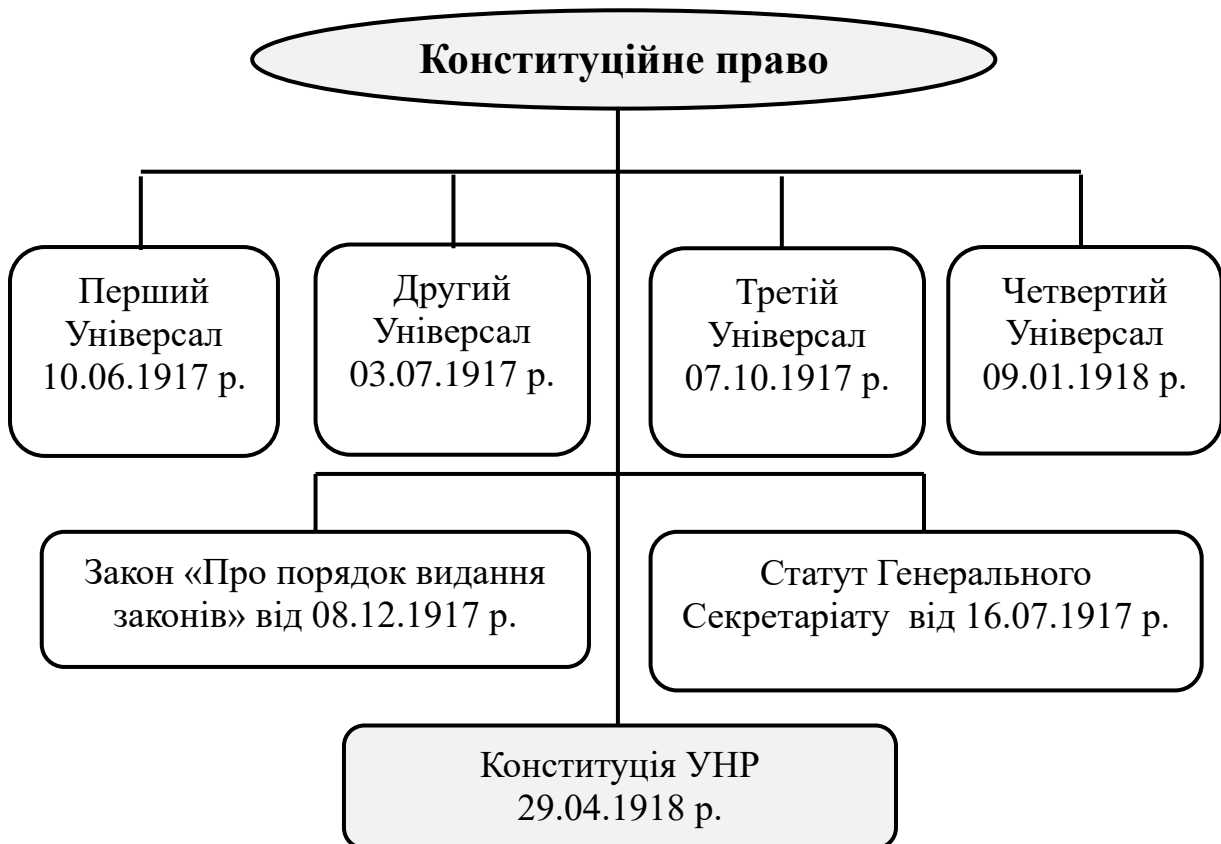 Конституційне право
Перший
Універсал
10.06.1917 р.
Другий
Універсал
03.07.1917 р.
Третій
Універсал
07.10.1917 р.
Четвертий
Універсал
09.01.1918 р.
Закон «Про порядок видання
законів» від 08.12.1917 р.
Статут Генерального
Секретаріату від 16.07.1917 р.
Конституція УНР
29.04.1918 р.